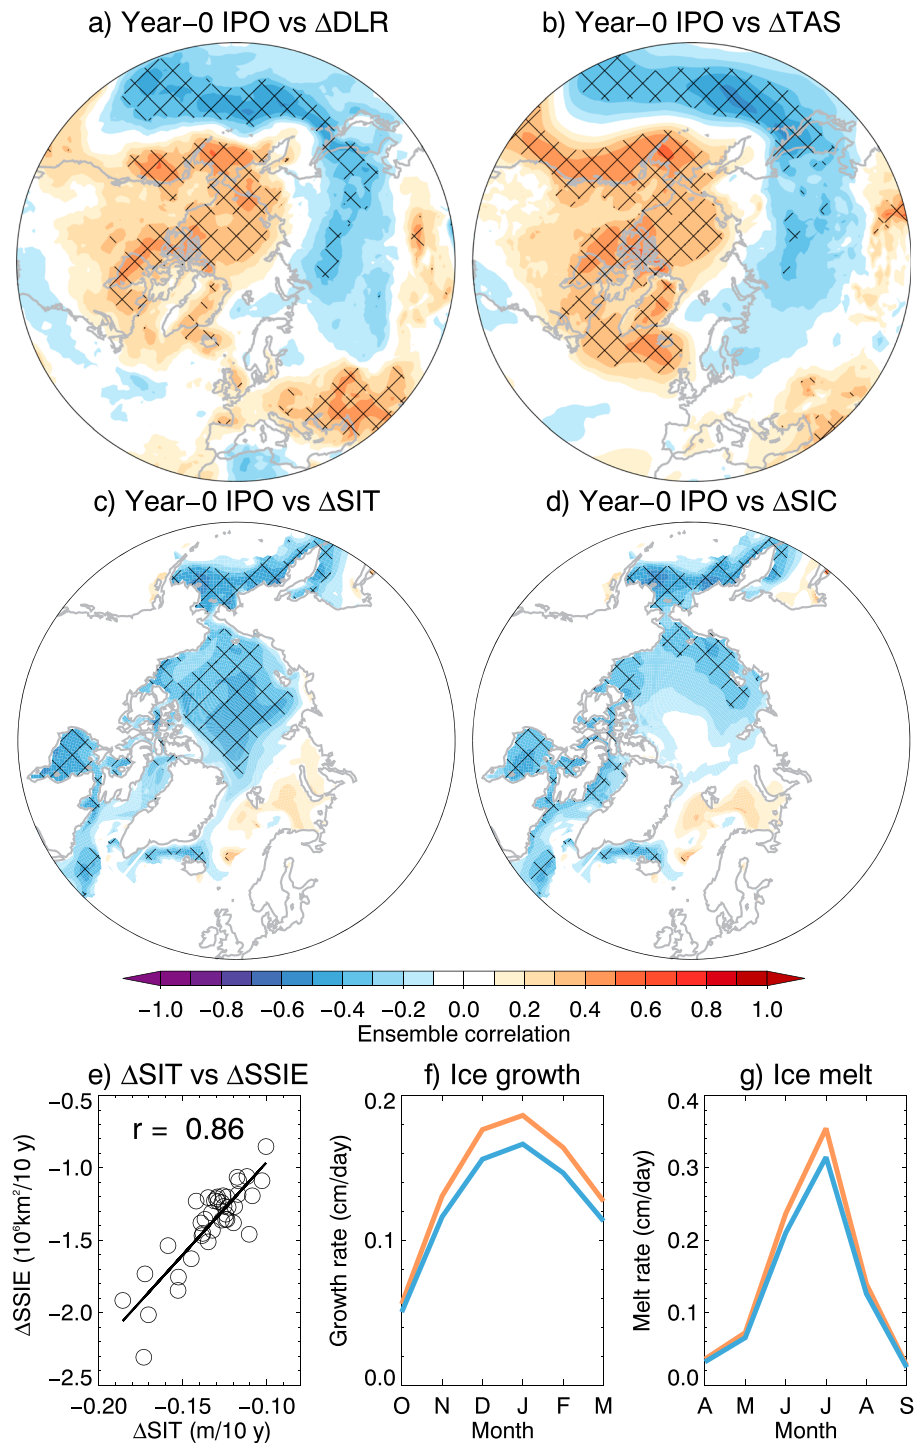 a) Year−0 IPO vs ΔDLR
b) Year−0 IPO vs ΔTAS
c) Year−0 IPO vs ΔSIT
d) Year−0 IPO vs ΔSIC
−1.0 −0.8 −0.6 −0.4 −0.2 0.0 0.2 0.4 0.6 0.8 1.0
Ensemble correlation
e) ΔSIT vs ΔSSIE
r = 0.86
−0.5
−1.0
−1.5
−2.0
−2.5
ΔSSIE (10⁶km²/10 y)
−0.20 −0.15 −0.10
ΔSIT (m/10 y)
f) Ice growth
0.2
0.1
0.0
Growth rate (cm/day)
O N D J F M
Month
g) Ice melt
0.4
0.3
0.2
0.1
0.0
Melt rate (cm/day)
A M J J A S
Month